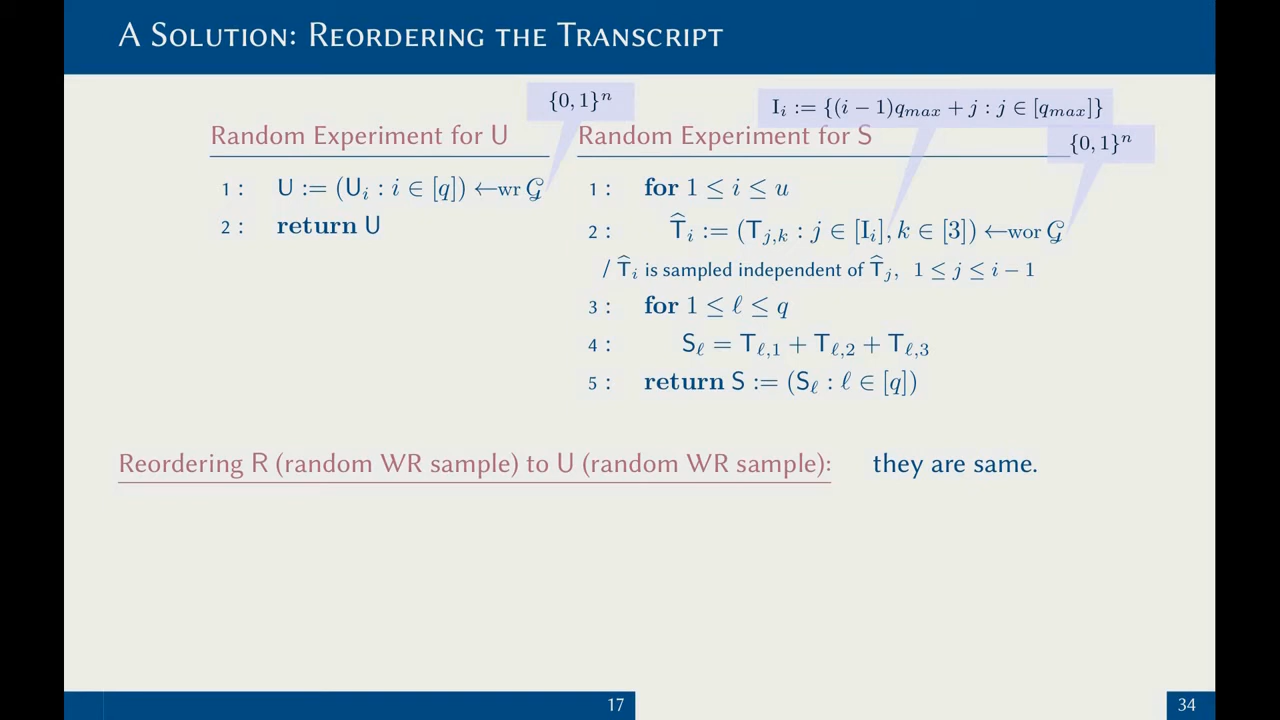 A Solution: Reordering the Transcript
{0, 1}ⁿ
I_i := {(i − 1)q_max + j : j ∈ [q_max]}
Random Experiment for U
Random Experiment for S
{0, 1}ⁿ
1 : U := (U_i : i ∈ [q]) ←wr 𝒢
2 : return U
1 : for 1 ≤ i ≤ u
2 : T̂_i := (T_{j,k} : j ∈ [I_i], k ∈ [3]) ←wor 𝒢
/ T̂_i is sampled independent of T̂_j, 1 ≤ j ≤ i − 1
3 : for 1 ≤ ℓ ≤ q
4 : S_ℓ = T_{ℓ,1} + T_{ℓ,2} + T_{ℓ,3}
5 : return S := (S_ℓ : ℓ ∈ [q])
Reordering R (random WR sample) to U (random WR sample): they are same.
17
34